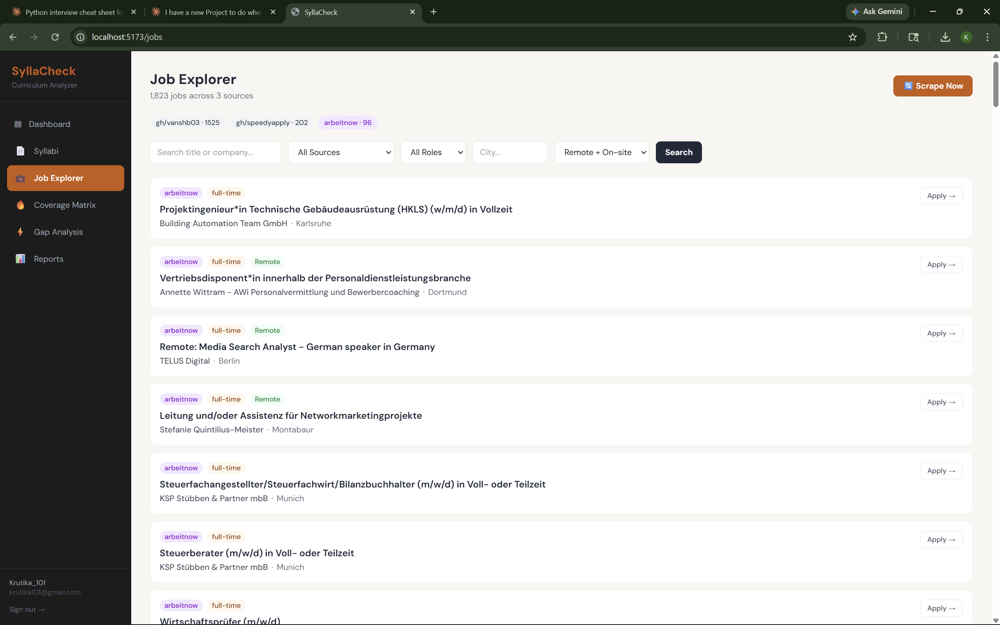 Python interview cheat sheet fo
I have a new Project to do whe..
SyllaCheck
Ask Gemini
localhost:5173/jobs
K
SyllaCheck
Curriculum Analyzer
Dashboard
Syllabi
Job Explorer
Coverage Matrix
Gap Analysis
Reports
Krutika_101
krutika101@gmail.com
Sign out →
Job Explorer
1,823 jobs across 3 sources
Scrape Now
gh/vanshb03 · 1525 gh/speedyapply · 202 arbeitnow · 96
Search title or company... All Sources All Roles City... Remote + On-site Search
arbeitnow full-time
Apply →
Projektingenieur*in Technische Gebäudeausrüstung (HKLS) (w/m/d) in Vollzeit
Building Automation Team GmbH · Karlsruhe
arbeitnow full-time Remote
Apply →
Vertriebsdisponent*in innerhalb der Personaldienstleistungsbranche
Annette Wittram - AWi Personalvermittlung und Bewerbercoaching · Dortmund
arbeitnow full-time Remote
Apply →
Remote: Media Search Analyst - German speaker in Germany
TELUS Digital · Berlin
arbeitnow full-time Remote
Apply →
Leitung und/oder Assistenz für Networkmarketingprojekte
Stefanie Quintilius-Meister · Montabaur
arbeitnow full-time
Apply →
Steuerfachangestellter/Steuerfachwirt/Bilanzbuchhalter (m/w/d) in Voll- oder Teilzeit
KSP Stübben & Partner mbB · Munich
arbeitnow full-time
Apply →
Steuerberater (m/w/d) in Voll- oder Teilzeit
KSP Stübben & Partner mbB · Munich
arbeitnow full-time
Apply →
Wirtschaftsprüfer (m/w/d)